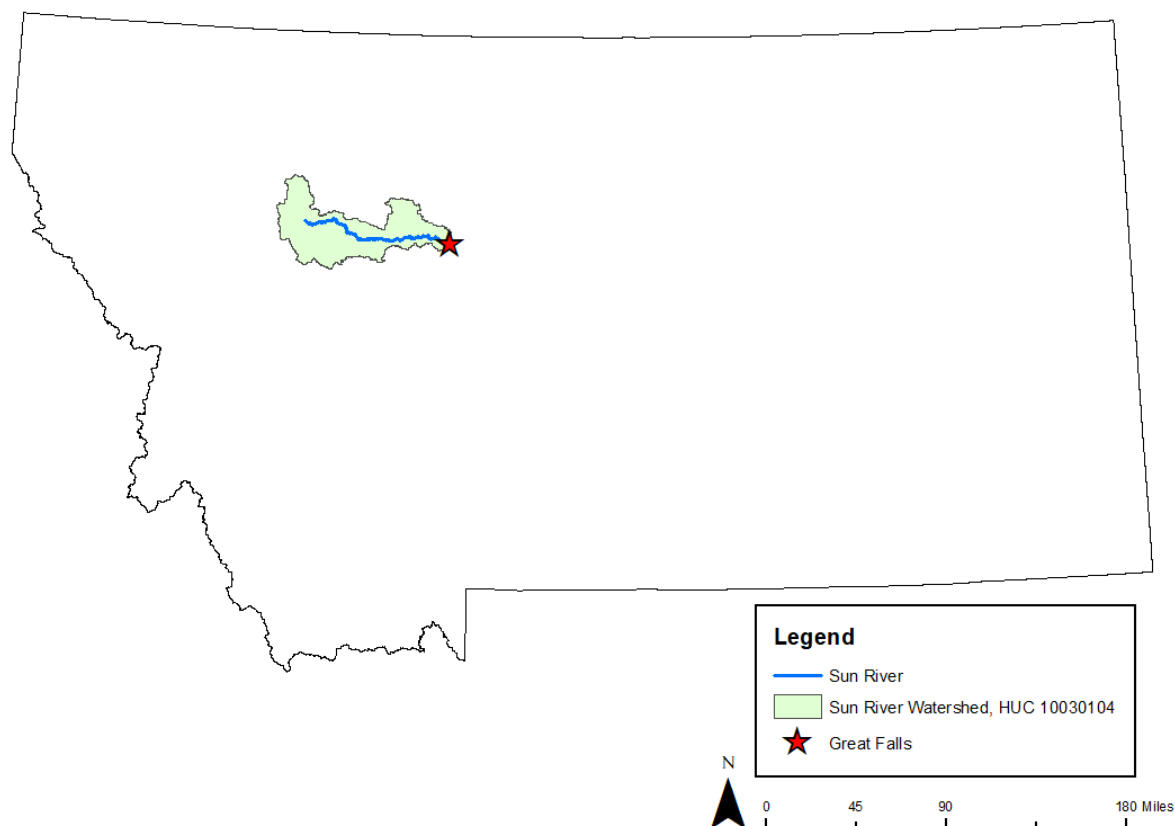 Legend
Sun River
Sun River Watershed, HUC 10030104
Great Falls
N
0 45 90 180 Miles